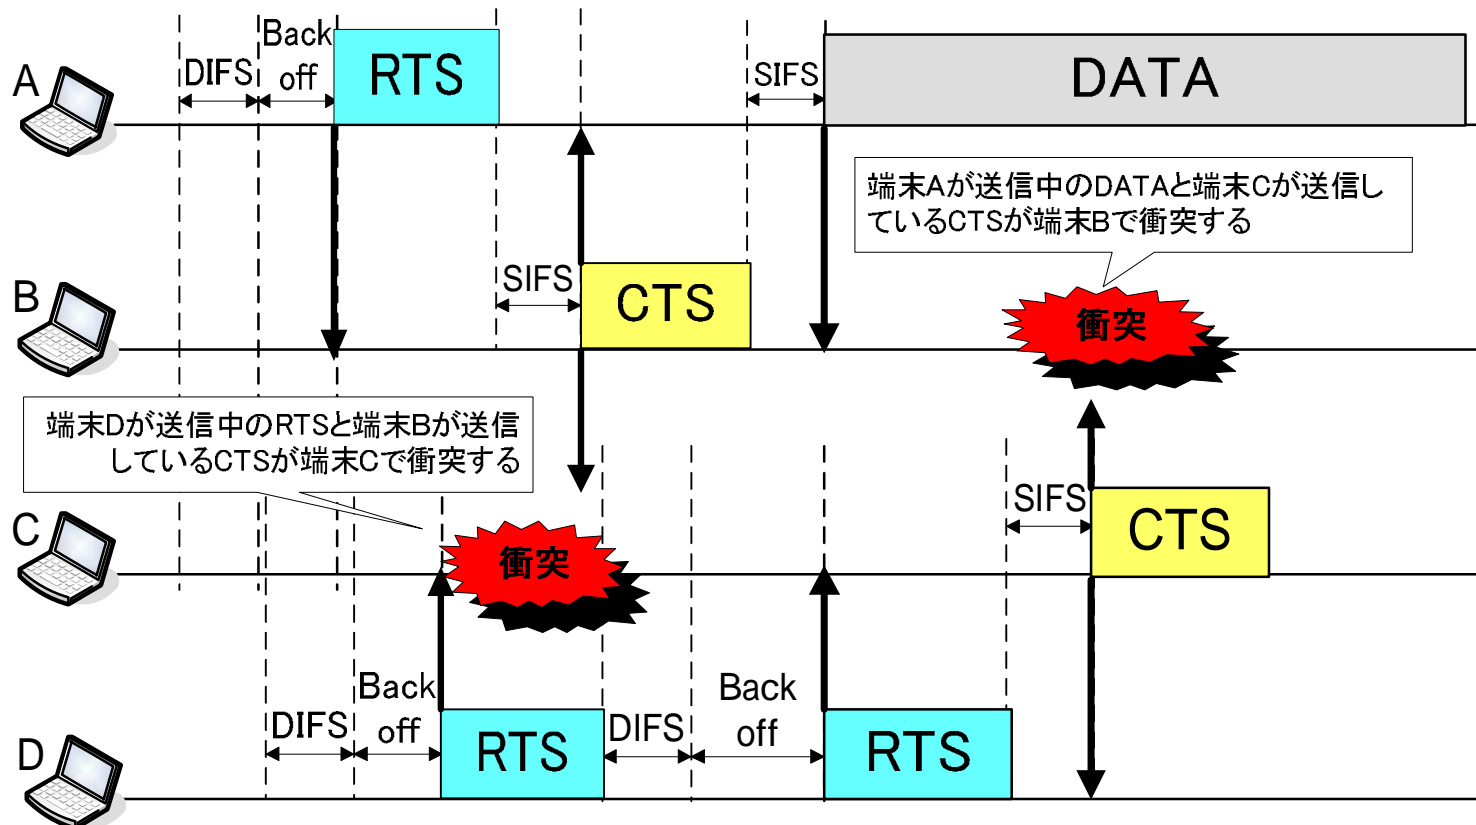 A
DIFS
Back
off
RTS
SIFS
DATA
端末Aが送信中のDATAと端末Cが送信し
ているCTSが端末Bで衝突する
B
SIFS
CTS
衝突
端末Dが送信中のRTSと端末Bが送信
しているCTSが端末Cで衝突する
C
衝突
SIFS
CTS
D
DIFS
Back
off
RTS
DIFS
Back
off
RTS